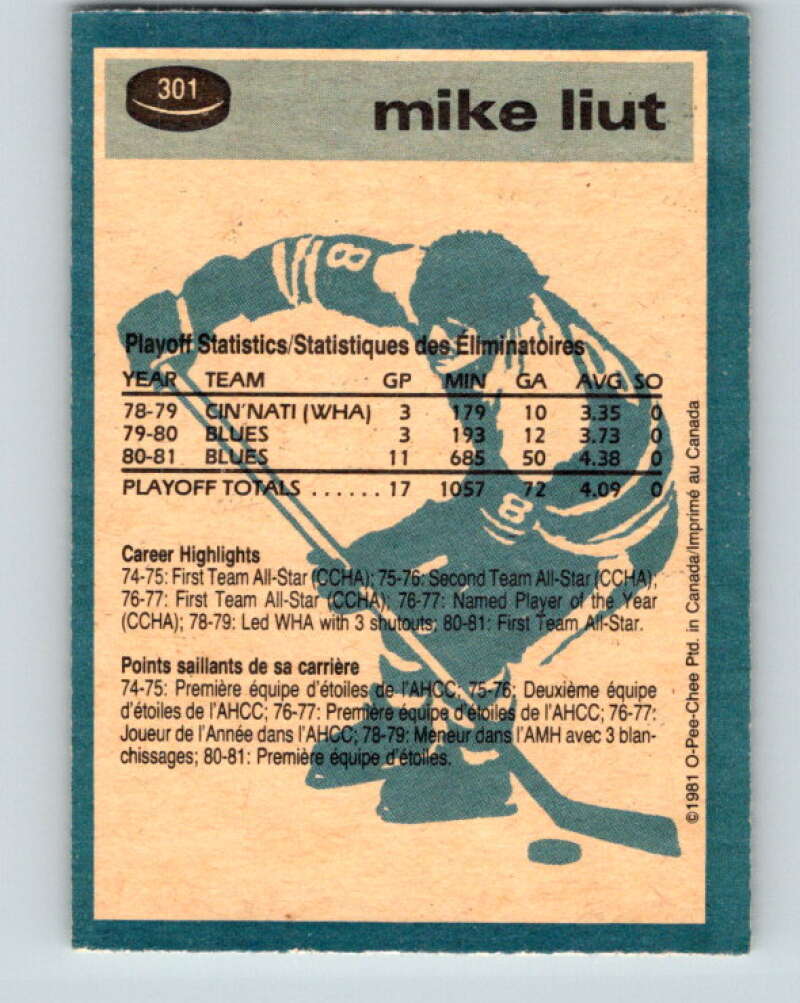 301
mike liut
8
Playoff Statistics/Statistiques des Éliminatoires
YEAR TEAM GP MIN GA AVG SO
78-79 CIN'NATI (WHA) 3 179 10 3.35 0
79-80 BLUES 3 193 12 3.73 0
80-81 BLUES 11 685 50 4.38 0
PLAYOFF TOTALS ...... 17 1057 72 4.09 0
8
Career Highlights
74-75: First Team All-Star (CCHA); 75-76: Second Team All-Star (CCHA);
76-77: First Team All-Star (CCHA); 76-77: Named Player of the Year
(CCHA); 78-79: Led WHA with 3 shutouts; 80-81: First Team All-Star.
Points saillants de sa carrière
74-75: Première équipe d'étoiles de l'AHCC; 75-76: Deuxième équipe
d'étoiles de l'AHCC; 76-77: Première équipe d'étoiles de l'AHCC; 76-77:
Joueur de l'Année dans l'AHCC; 78-79: Meneur dans l'AMH avec 3 blan-
chissages; 80-81: Première équipe d'étoiles.
©1981 O-Pee-Chee Ptd. in Canada/Imprimé au Canada